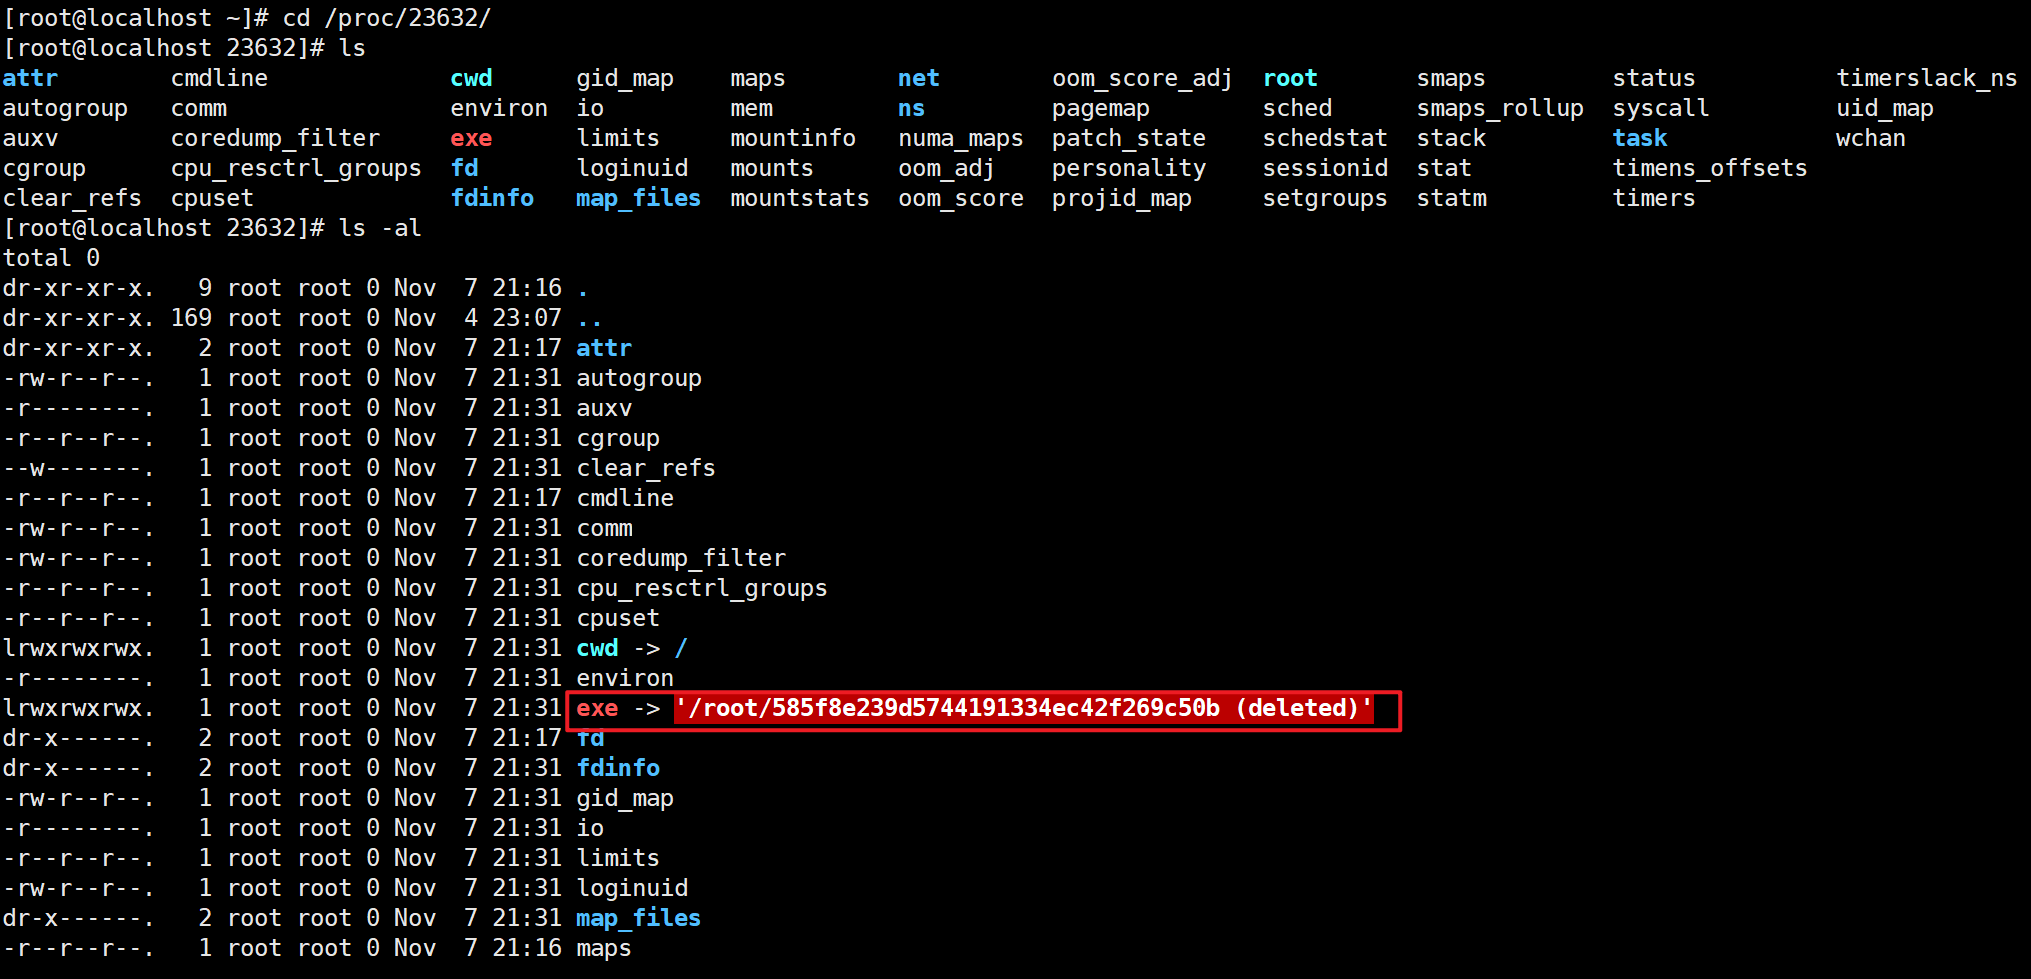 [root@localhost ~]# cd /proc/23632/
[root@localhost 23632]# ls
attr cmdline cwd gid_map maps net oom_score_adj root smaps status timerslack_ns
autogroup comm environ io mem ns pagemap sched smaps_rollup syscall uid_map
auxv coredump_filter exe limits mountinfo numa_maps patch_state schedstat stack task wchan
cgroup cpu_resctrl_groups fd loginuid mounts oom_adj personality sessionid stat timens_offsets
clear_refs cpuset fdinfo map_files mountstats oom_score projid_map setgroups statm timers
[root@localhost 23632]# ls -al
total 0
dr-xr-xr-x. 9 root root 0 Nov 7 21:16 .
dr-xr-xr-x. 169 root root 0 Nov 4 23:07 ..
dr-xr-xr-x. 2 root root 0 Nov 7 21:17 attr
-rw-r--r--. 1 root root 0 Nov 7 21:31 autogroup
-r--------. 1 root root 0 Nov 7 21:31 auxv
-r--r--r--. 1 root root 0 Nov 7 21:31 cgroup
--w-------. 1 root root 0 Nov 7 21:31 clear_refs
-r--r--r--. 1 root root 0 Nov 7 21:17 cmdline
-rw-r--r--. 1 root root 0 Nov 7 21:31 comm
-rw-r--r--. 1 root root 0 Nov 7 21:31 coredump_filter
-r--r--r--. 1 root root 0 Nov 7 21:31 cpu_resctrl_groups
-r--r--r--. 1 root root 0 Nov 7 21:31 cpuset
lrwxrwxrwx. 1 root root 0 Nov 7 21:31 cwd -> /
-r--------. 1 root root 0 Nov 7 21:31 environ
lrwxrwxrwx. 1 root root 0 Nov 7 21:31 exe -> '/root/585f8e239d5744191334ec42f269c50b (deleted)'
dr-x------. 2 root root 0 Nov 7 21:17 fd
dr-x------. 2 root root 0 Nov 7 21:31 fdinfo
-rw-r--r--. 1 root root 0 Nov 7 21:31 gid_map
-r--------. 1 root root 0 Nov 7 21:31 io
-r--r--r--. 1 root root 0 Nov 7 21:31 limits
-rw-r--r--. 1 root root 0 Nov 7 21:31 loginuid
dr-x------. 2 root root 0 Nov 7 21:31 map_files
-r--r--r--. 1 root root 0 Nov 7 21:16 maps